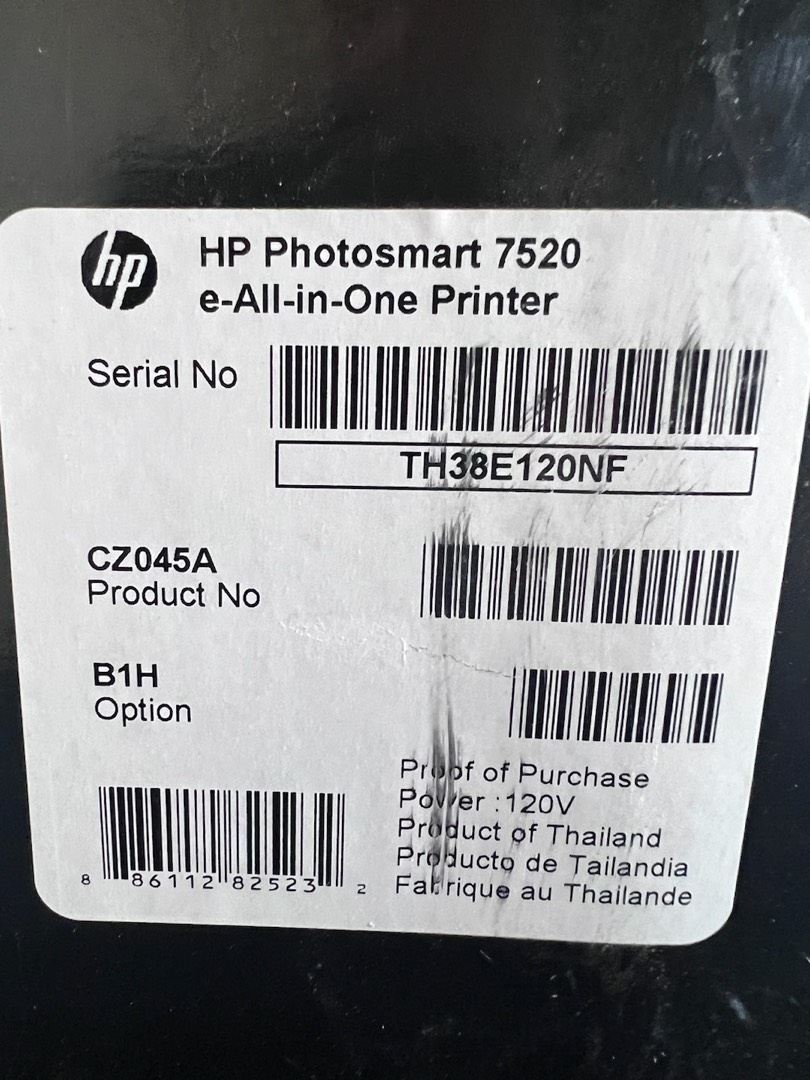 hp
HP Photosmart 7520
e-All-in-One Printer
Serial No
TH38E120NF
CZ045A
Product No
B1H
Option
8 86112 82523 2
Proof of Purchase
Power : 120V
Product of Thailand
Producto de Tailandia
Fabrique au Thailande